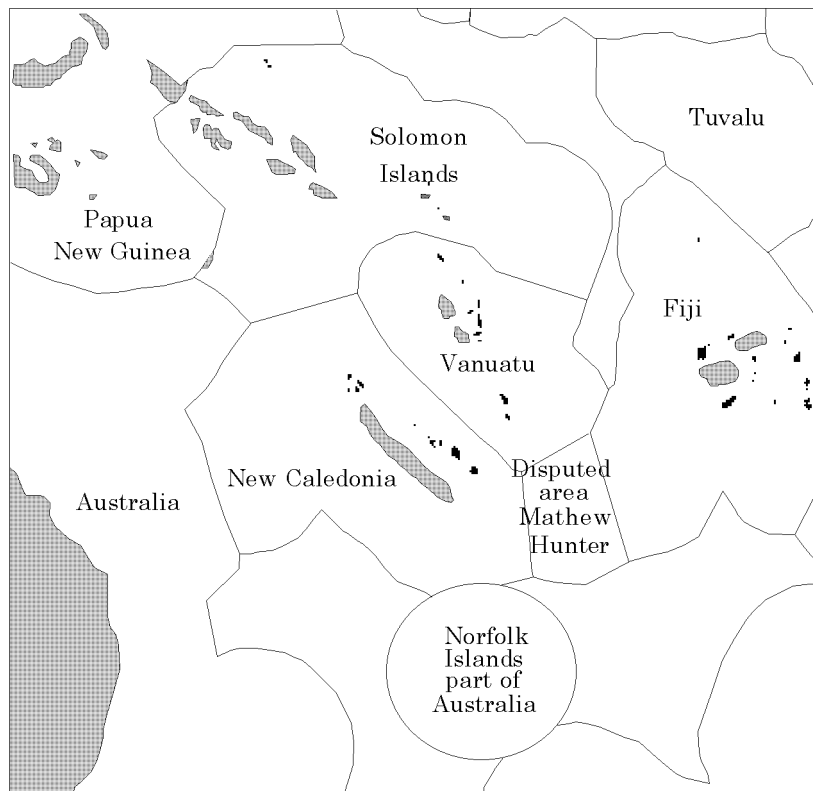 Tuvalu
Solomon
Islands
Papua
New Guinea
Fiji
Vanuatu
New Caledonia
Australia
Disputed
area
Mathew
Hunter
Norfolk
Islands
part of
Australia